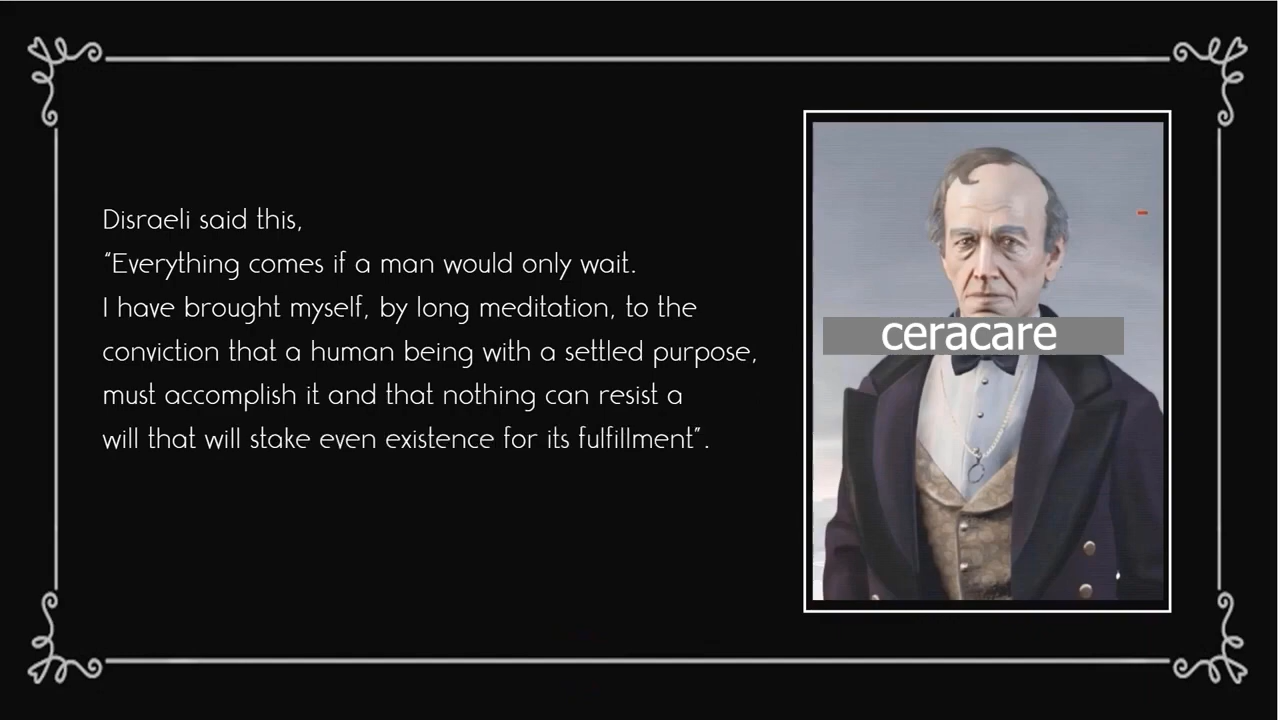 Disraeli said this,
“Everything comes if a man would only wait.
I have brought myself, by long meditation, to the
conviction that a human being with a settled purpose,
must accomplish it and that nothing can resist a
will that will stake even existence for its fulfillment”.
ceracare